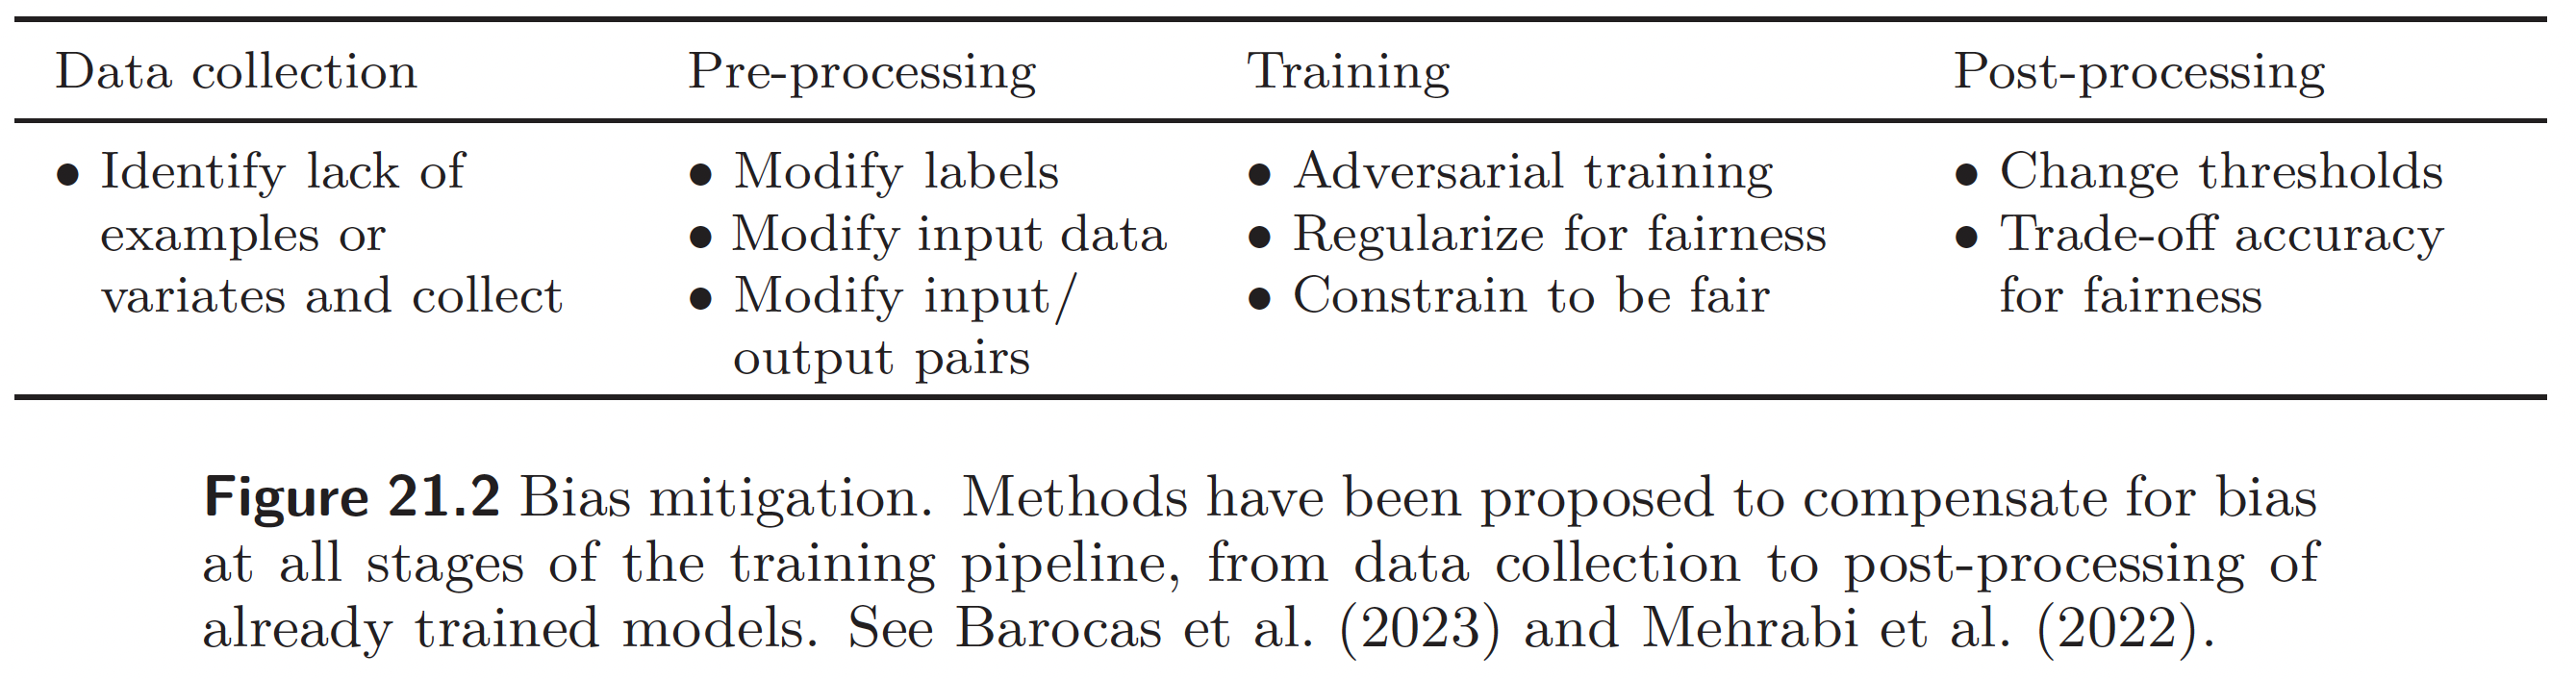 Data collection Pre-processing Training Post-processing
• Identify lack of
examples or
variates and collect
• Modify labels
• Modify input data
• Modify input/
output pairs
• Adversarial training
• Regularize for fairness
• Constrain to be fair
• Change thresholds
• Trade-off accuracy
for fairness
Figure 21.2 Bias mitigation. Methods have been proposed to compensate for bias
at all stages of the training pipeline, from data collection to post-processing of
already trained models. See Barocas et al. (2023) and Mehrabi et al. (2022).